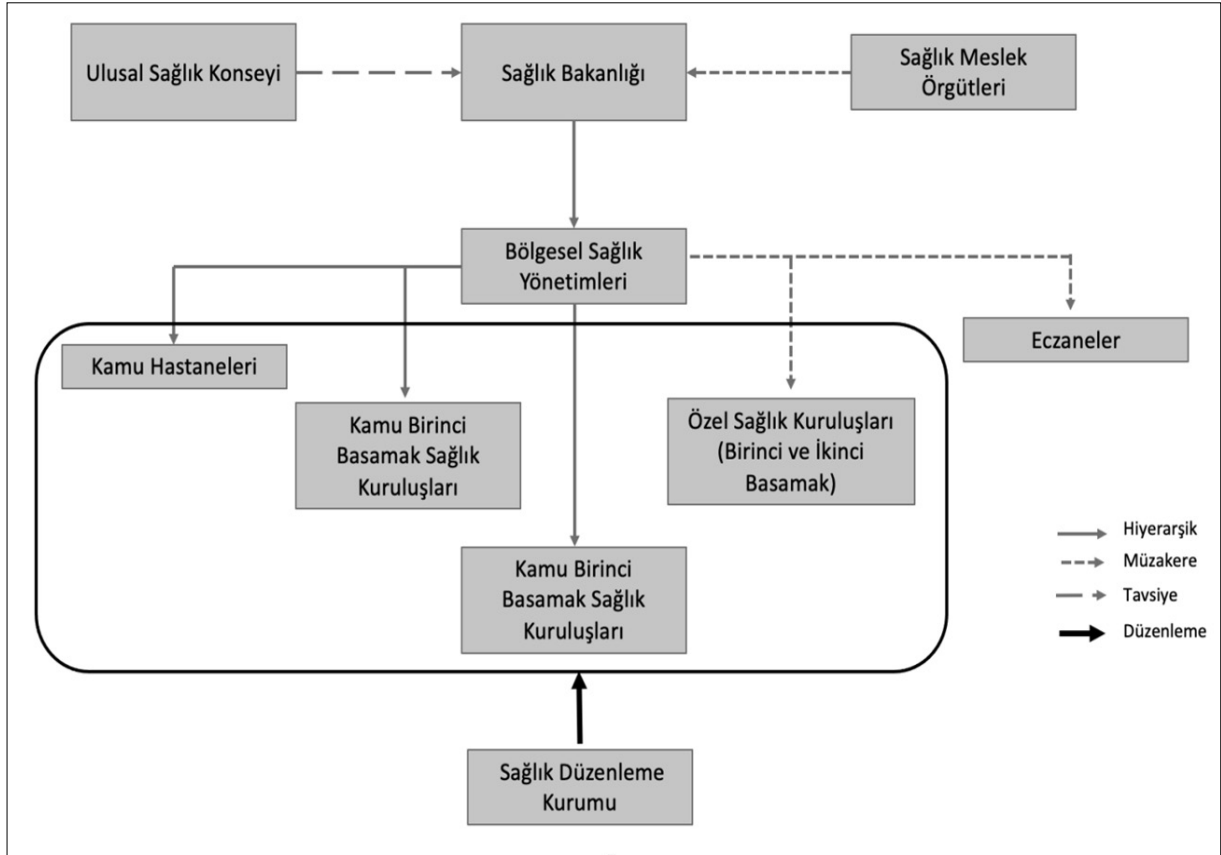 Ulusal Sağlık Konseyi
Sağlık Bakanlığı
Sağlık Meslek
Örgütleri
Bölgesel Sağlık
Yönetimleri
Kamu Hastaneleri
Eczaneler
Kamu Birinci
Basamak Sağlık
Kuruluşları
Özel Sağlık Kuruluşları
(Birinci ve İkinci
Basamak)
Kamu Birinci
Basamak Sağlık
Kuruluşları
Hiyerarşik
Müzakere
Tavsiye
Düzenleme
Sağlık Düzenleme
Kurumu